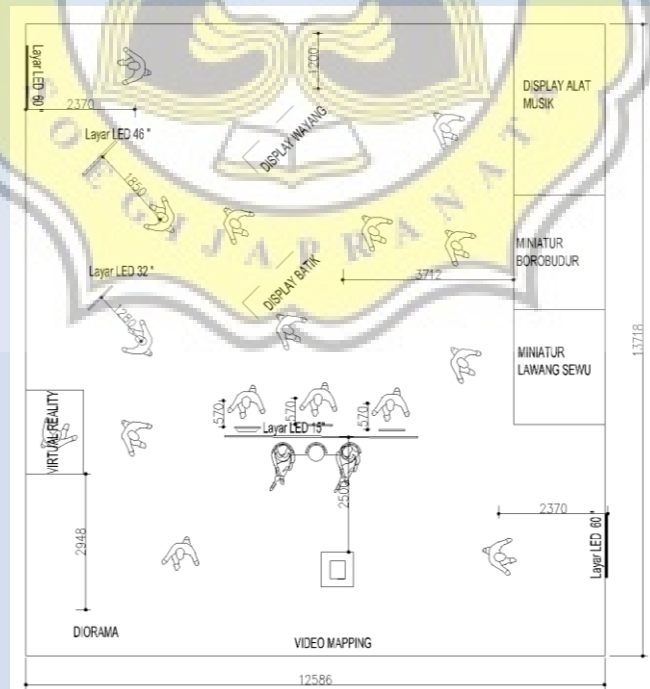 Layar LED 60 "
2370
1200
DISPLAY ALAT
MUSIK
Layar LED 46 "
DISPLAY WAYANG
1850
SOEGIJAPRANATA
MINIATUR
BOROBUDUR
3712
Layar LED 32 "
DISPLAY BATIK
1280
13718
MINIATUR
LAWANG SEWU
VIRTUAL REALITY
570
570
570
Layar LED 15"
2500
2370
Layar LED 60 "
2948
DIORAMA
VIDEO MAPPING
12586